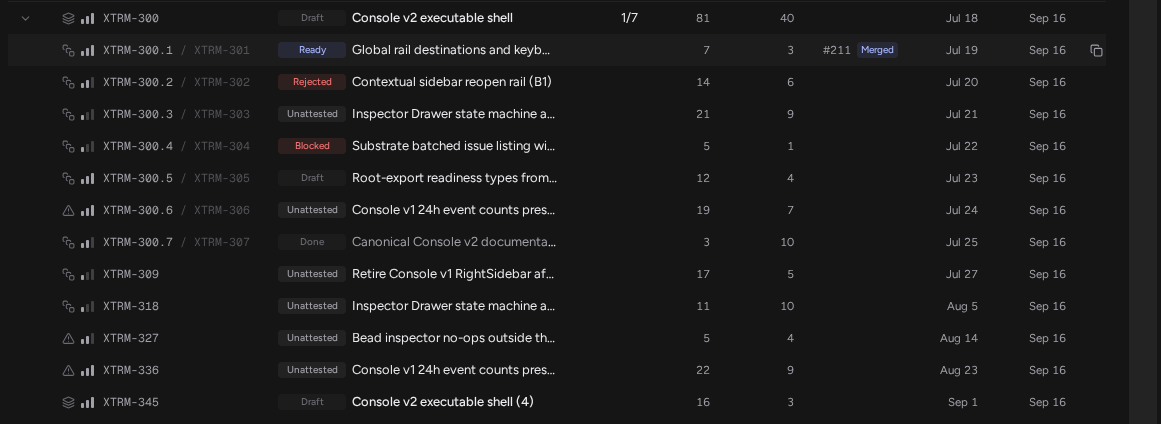 XTRM-300 Draft Console v2 executable shell 1/7 81 40 Jul 18 Sep 16
XTRM-300.1 / XTRM-301 Ready Global rail destinations and keyb... 7 3 #211 Merged Jul 19 Sep 16
XTRM-300.2 / XTRM-302 Rejected Contextual sidebar reopen rail (B1) 14 6 Jul 20 Sep 16
XTRM-300.3 / XTRM-303 Unattested Inspector Drawer state machine a... 21 9 Jul 21 Sep 16
XTRM-300.4 / XTRM-304 Blocked Substrate batched issue listing wi... 5 1 Jul 22 Sep 16
XTRM-300.5 / XTRM-305 Draft Root-export readiness types from... 12 4 Jul 23 Sep 16
XTRM-300.6 / XTRM-306 Unattested Console v1 24h event counts pres... 19 7 Jul 24 Sep 16
XTRM-300.7 / XTRM-307 Done Canonical Console v2 documenta... 3 10 Jul 25 Sep 16
XTRM-309 Unattested Retire Console v1 RightSidebar af... 17 5 Jul 27 Sep 16
XTRM-318 Unattested Inspector Drawer state machine a... 11 10 Aug 5 Sep 16
XTRM-327 Unattested Bead inspector no-ops outside th... 5 4 Aug 14 Sep 16
XTRM-336 Unattested Console v1 24h event counts pres... 22 9 Aug 23 Sep 16
XTRM-345 Draft Console v2 executable shell (4) 16 3 Sep 1 Sep 16